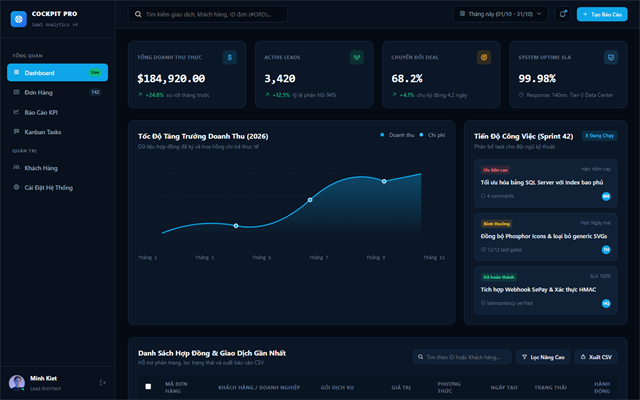 COCKPIT PRO
SaaS Analytics v4
Tìm kiếm giao dịch, khách hàng, ID đơn (#ORD)...
Tháng này (01/10 - 31/10)
+ Tạo Báo Cáo
TỔNG QUAN
Dashboard
Live
Đơn Hàng
142
Báo Cáo KPI
Kanban Tasks
QUẢN TRỊ
Khách Hàng
Cài Đặt Hệ Thống
Minh Kiet
Lead Architect
TỔNG DOANH THU THỰC
$184,920.00
+24.8% so với tháng trước
ACTIVE LEADS
3,420
+12.5% tỷ lệ phản hồi 94%
CHUYỂN ĐỔI DEAL
68.2%
+4.1% chu kỳ đóng 4.2 ngày
SYSTEM UPTIME SLA
99.98%
Response: 140ms · Tier-3 Data Center
Tốc Độ Tăng Trưởng Doanh Thu (2026)
Dữ liệu hợp đồng đã ký và hoa hồng chi trả thực tế
Doanh thu
Chi phí
Tháng 1
Tháng 3
Tháng 5
Tháng 7
Tháng 9
Tháng 11
Tiến Độ Công Việc (Sprint 42)
Phân bổ task cho đội ngũ kỹ thuật
8 Đang Chạy
Ưu tiên cao
Hạn: Hôm nay
Tối ưu hóa bảng SQL Server với Index bao phủ
4 comments
MK
Bình thường
Hạn: Ngày mai
Đồng bộ Phosphor Icons & loại bỏ generic SVGs
12/12 test gates
TH
Đã hoàn thành
SLA 100%
Tích hợp Webhook SePay & Xác thực HMAC
Idempotency verified
HQ
Danh Sách Hợp Đồng & Giao Dịch Gần Nhất
Hỗ trợ phân trang, lọc trạng thái và xuất báo cáo CSV
Tìm theo ID hoặc Khách hàng...
Lọc Nâng Cao
Xuất CSV
MÃ ĐƠN HÀNG
KHÁCH HÀNG / DOANH NGHIỆP
GÓI DỊCH VỤ
GIÁ TRỊ
PHƯƠNG THỨC
NGÀY TẠO
TRẠNG THÁI
HÀNH ĐỘNG